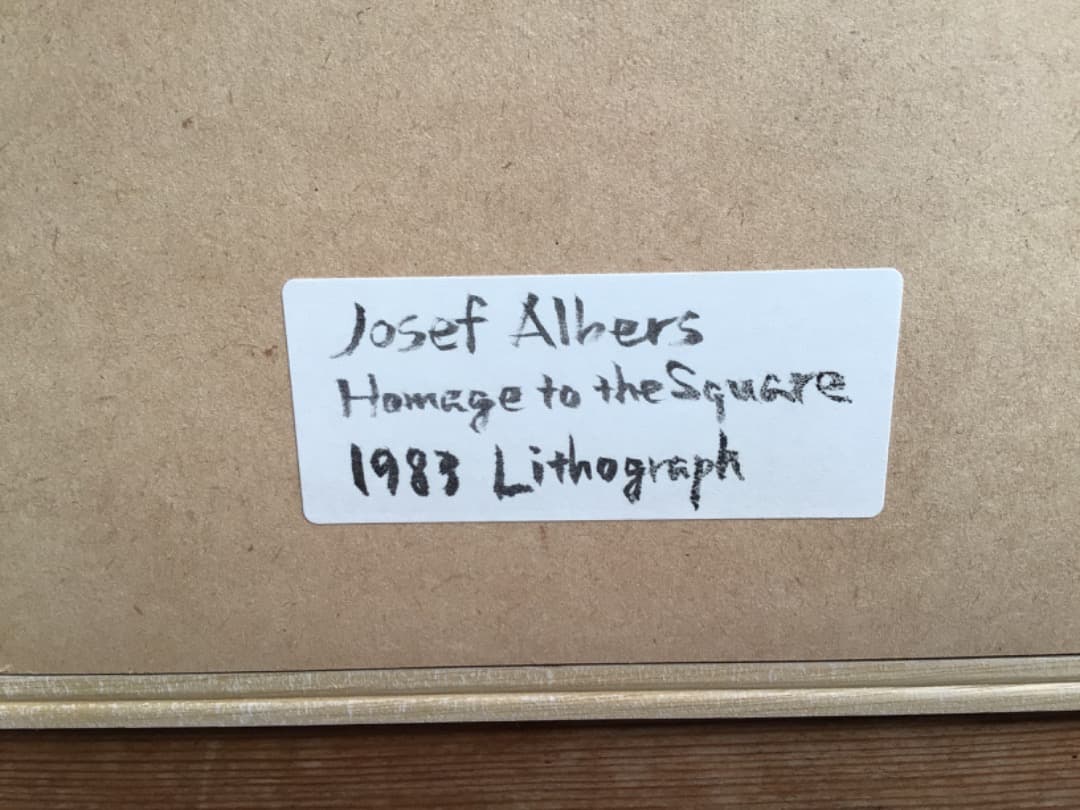 Josef Albers
Homage to the Square
1983 Lithograph